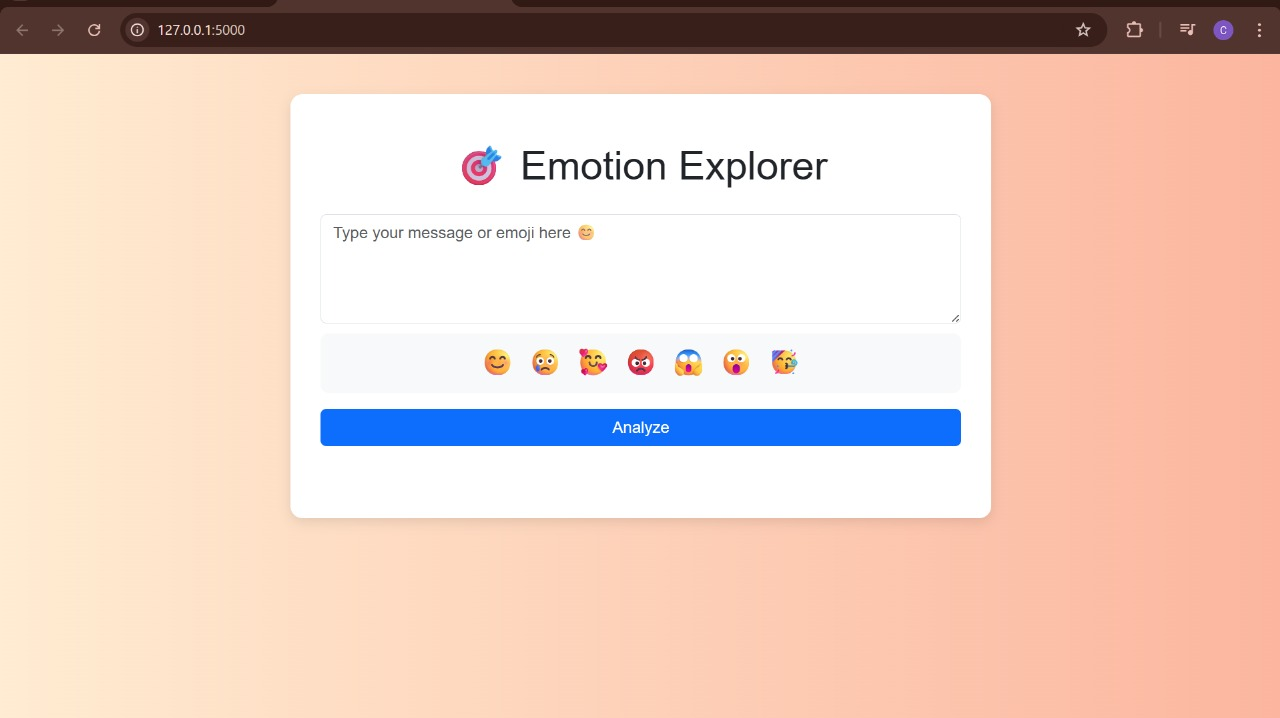 127.0.0.1:5000
C
🎯 Emotion Explorer
Type your message or emoji here 😊
😊 😢 🥰 😡 😱 😲 🥳
Analyze